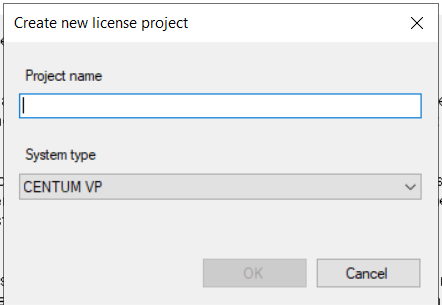 Create new license project
Project name
System type
CENTUM VP
OK
Cancel